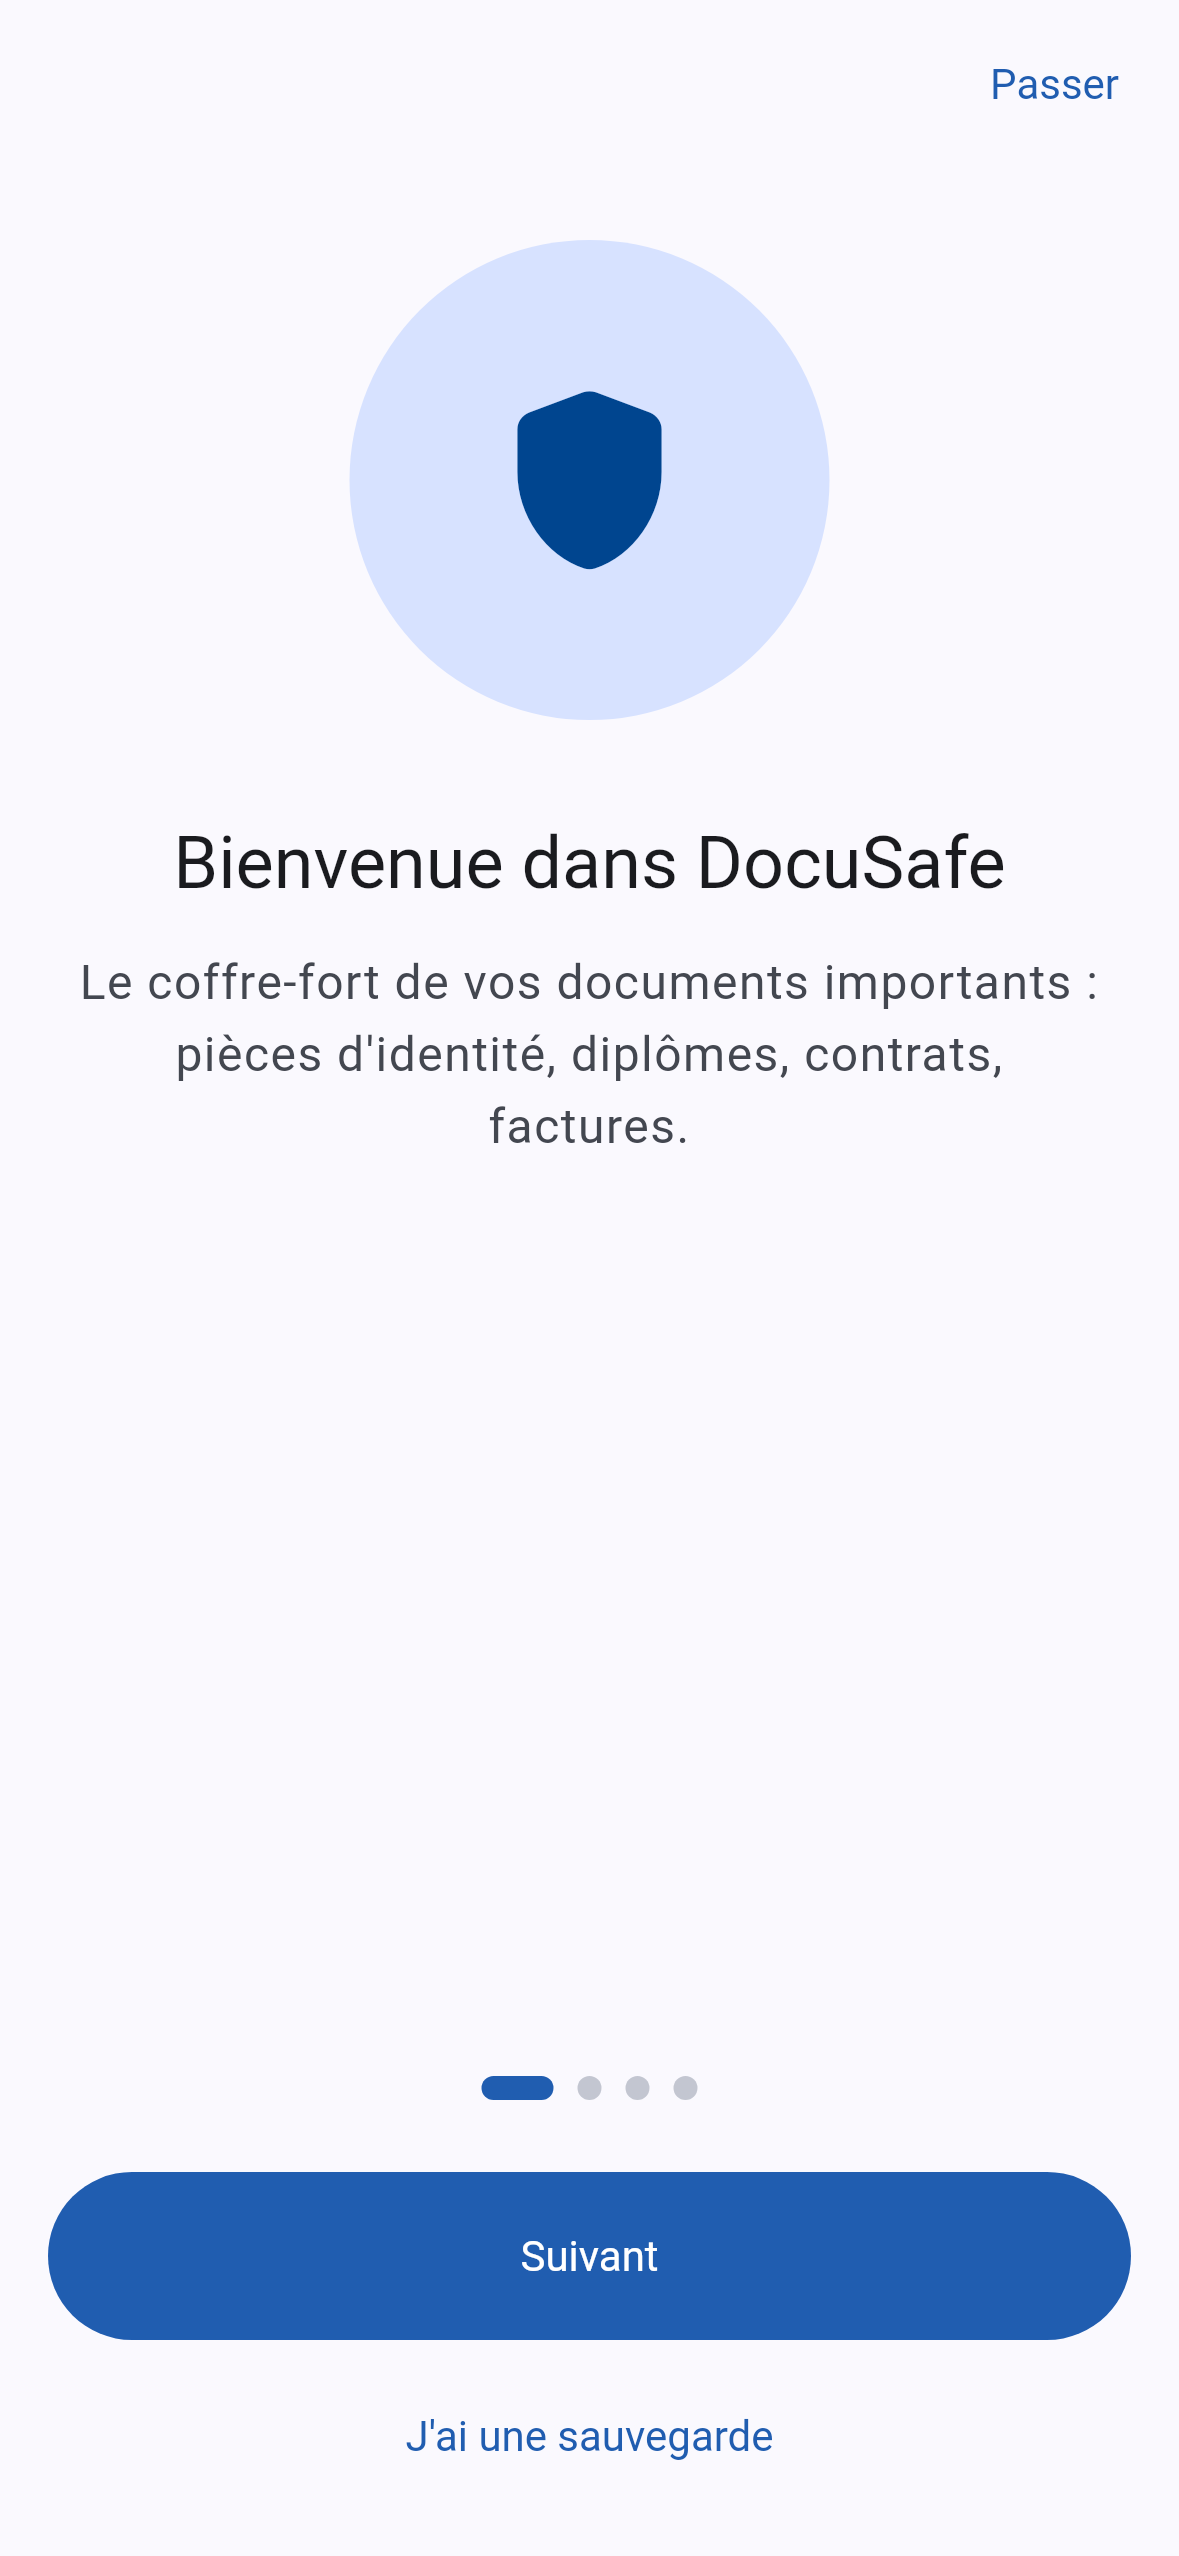 Passer
Bienvenue dans DocuSafe
Le coffre-fort de vos documents importants :
pièces d'identité, diplômes, contrats,
factures.
Suivant
J'ai une sauvegarde